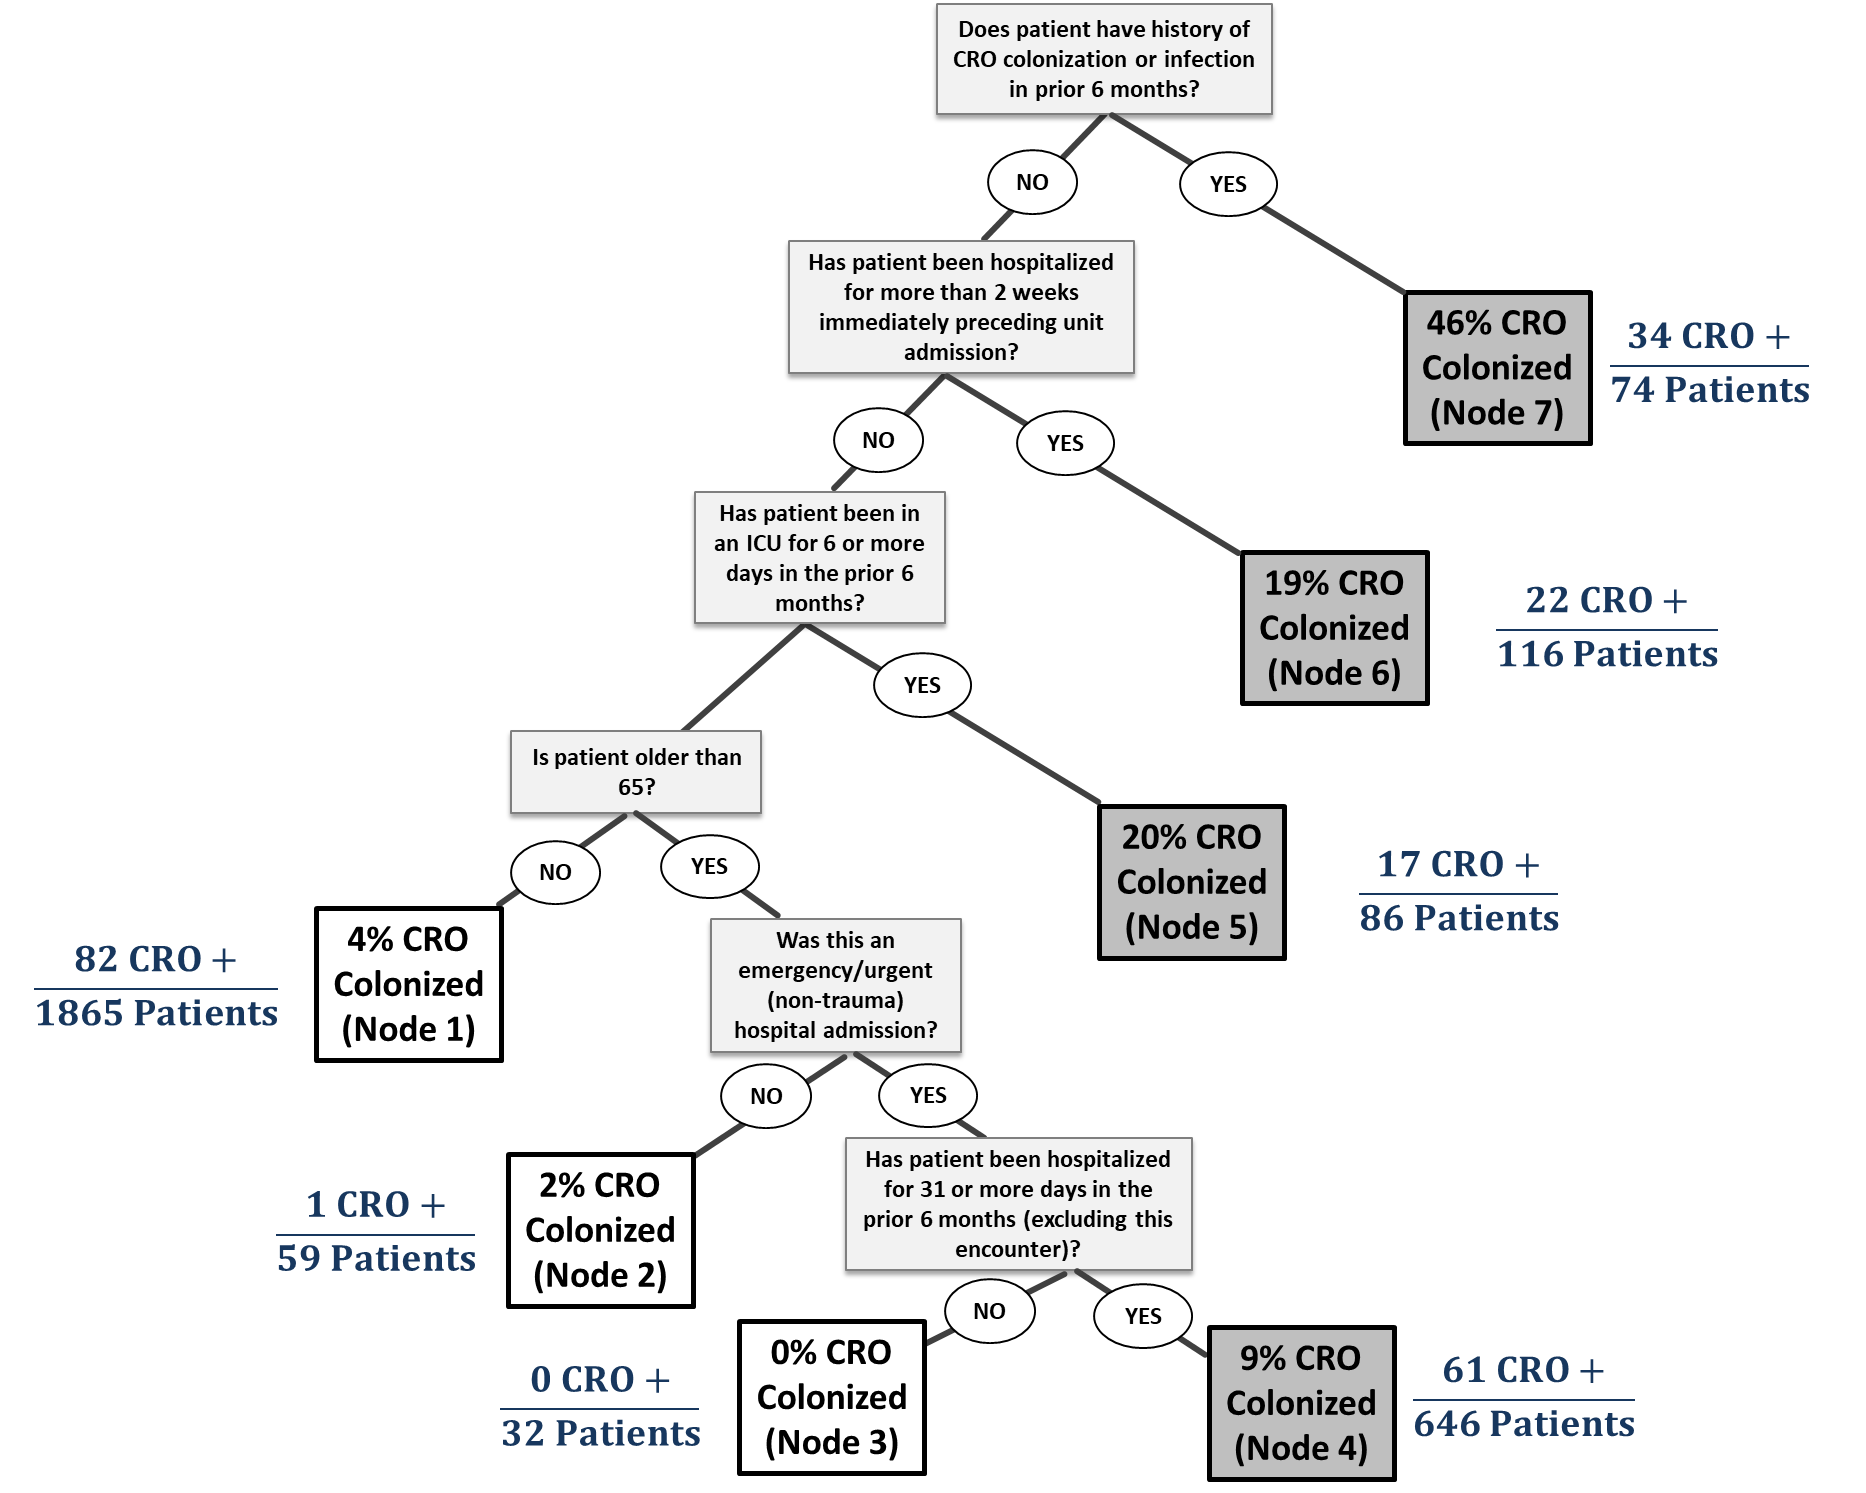 Does patient have history of
CRO colonization or infection
in prior 6 months?
NO
YES
Has patient been hospitalized
for more than 2 weeks
immediately preceding unit
admission?
46% CRO
Colonized
(Node 7)
34 CRO +
74 Patients
NO
YES
Has patient been in
an ICU for 6 or more
days in the prior 6
months?
19% CRO
Colonized
(Node 6)
22 CRO +
116 Patients
YES
Is patient older than
65?
20% CRO
Colonized
(Node 5)
17 CRO +
86 Patients
NO
YES
82 CRO +
1865 Patients
4% CRO
Colonized
(Node 1)
Was this an
emergency/urgent
(non-trauma)
hospital admission?
NO
YES
1 CRO +
59 Patients
2% CRO
Colonized
(Node 2)
Has patient been hospitalized
for 31 or more days in the
prior 6 months (excluding this
encounter)?
NO
YES
0 CRO +
32 Patients
0% CRO
Colonized
(Node 3)
9% CRO
Colonized
(Node 4)
61 CRO +
646 Patients